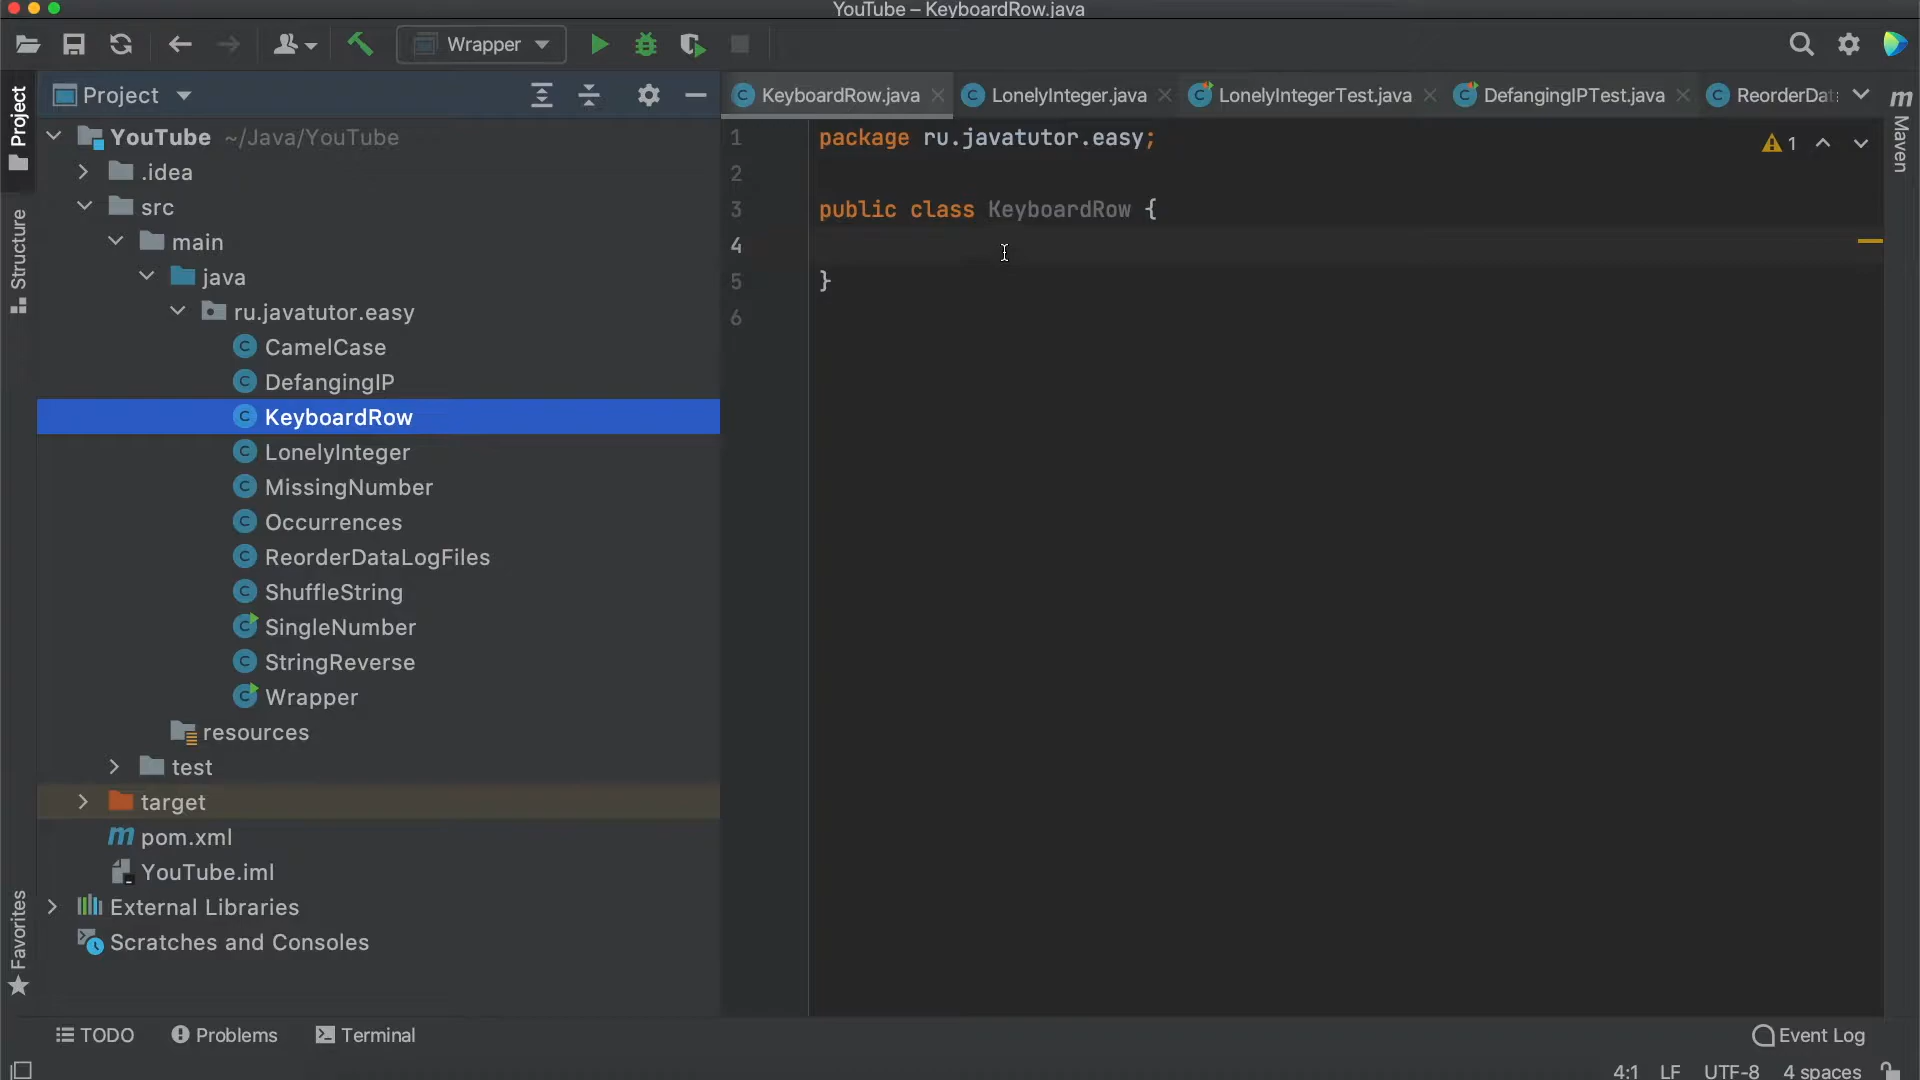 YouTube – KeyboardRow.java
Wrapper
Project
YouTube ~/Java/YouTube
.idea
src
main
java
ru.javatutor.easy
CamelCase
DefangingIP
KeyboardRow
LonelyInteger
MissingNumber
Occurrences
ReorderDataLogFiles
ShuffleString
SingleNumber
StringReverse
Wrapper
resources
test
target
pom.xml
YouTube.iml
External Libraries
Scratches and Consoles
Project
Structure
Favorites
KeyboardRow.java LonelyInteger.java LonelyIntegerTest.java DefangingIPTest.java ReorderDat
1 package ru.javatutor.easy;
2
3 public class KeyboardRow {
4
5 }
6
1
Maven
TODO Problems Terminal Event Log
4:1 LF UTF-8 4 spaces